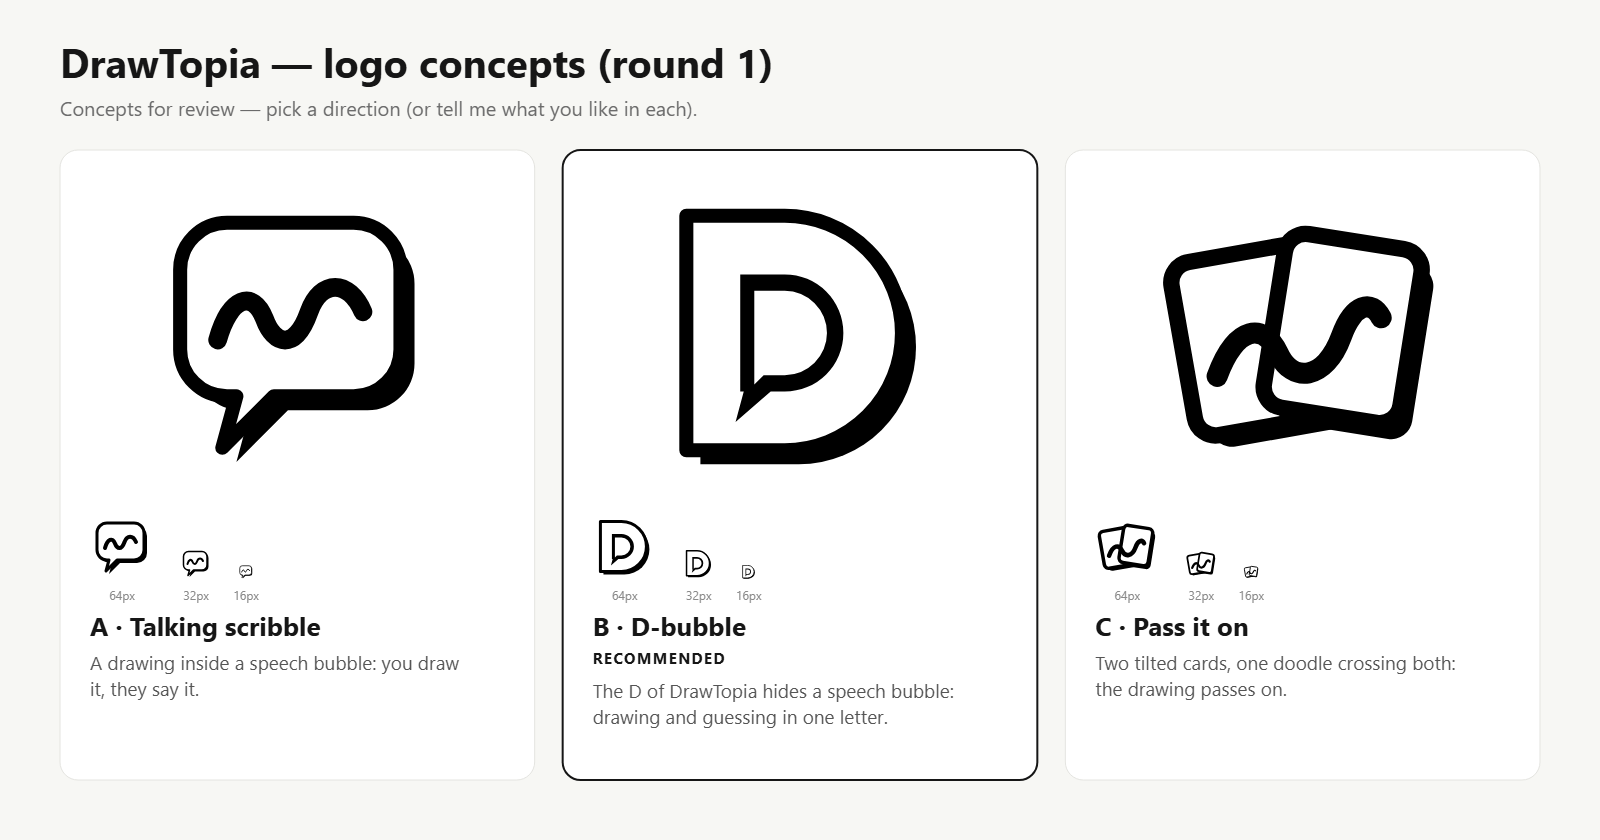 DrawTopia — logo concepts (round 1)
Concepts for review — pick a direction (or tell me what you like in each).
64px 32px 16px
A · Talking scribble
A drawing inside a speech bubble: you draw
it, they say it.
D
64px 32px 16px
B · D-bubble
RECOMMENDED
The D of DrawTopia hides a speech bubble:
drawing and guessing in one letter.
64px 32px 16px
C · Pass it on
Two tilted cards, one doodle crossing both:
the drawing passes on.